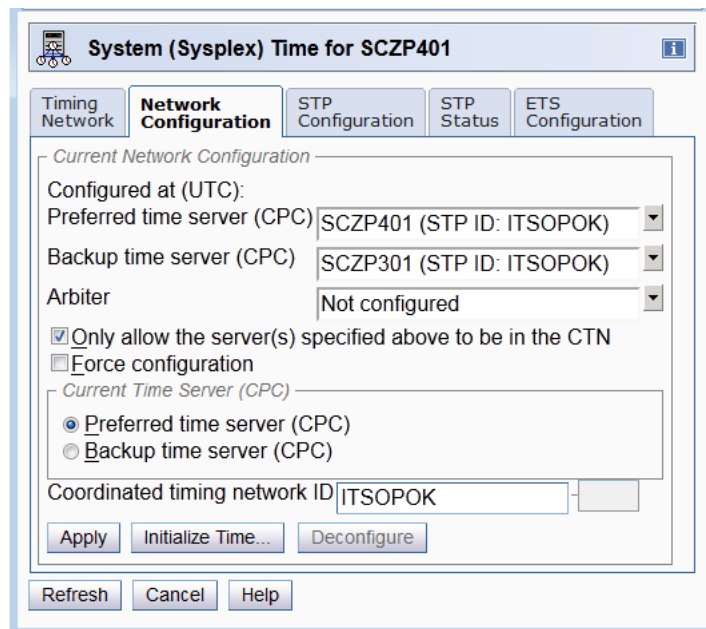 System (Sysplex) Time for SCZP401
i
Timing Network
Network Configuration
STP Configuration
STP Status
ETS Configuration
Current Network Configuration
Configured at (UTC):
Preferred time server (CPC) SCZP401 (STP ID: ITSOPOK)
Backup time server (CPC) SCZP301 (STP ID: ITSOPOK)
Arbiter Not configured
Only allow the server(s) specified above to be in the CTN
Force configuration
Current Time Server (CPC)
Preferred time server (CPC)
Backup time server (CPC)
Coordinated timing network ID ITSOPOK -
Apply Initialize Time... Deconfigure
Refresh Cancel Help